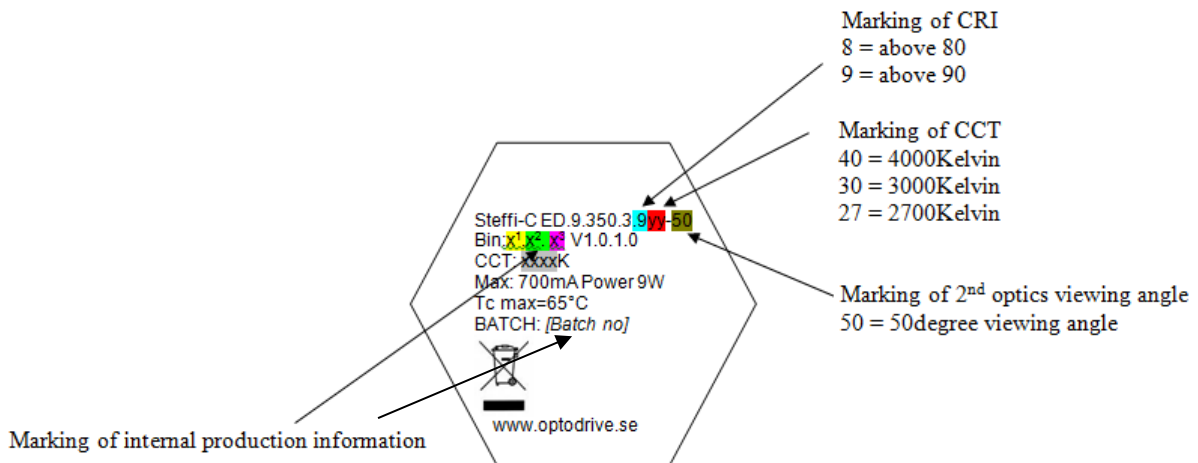 Marking of CRI
8 = above 80
9 = above 90
Marking of CCT
40 = 4000Kelvin
30 = 3000Kelvin
27 = 2700Kelvin
Steffi-C ED.9.350.3.9yy-50
Bin:x¹.x².x³ V1.0.1.0
CCT: xxxxK
Max: 700mA Power 9W
Tc max=65°C
BATCH: [Batch no]
Marking of 2nd optics viewing angle
50 = 50degree viewing angle
www.optodrive.se
Marking of internal production information